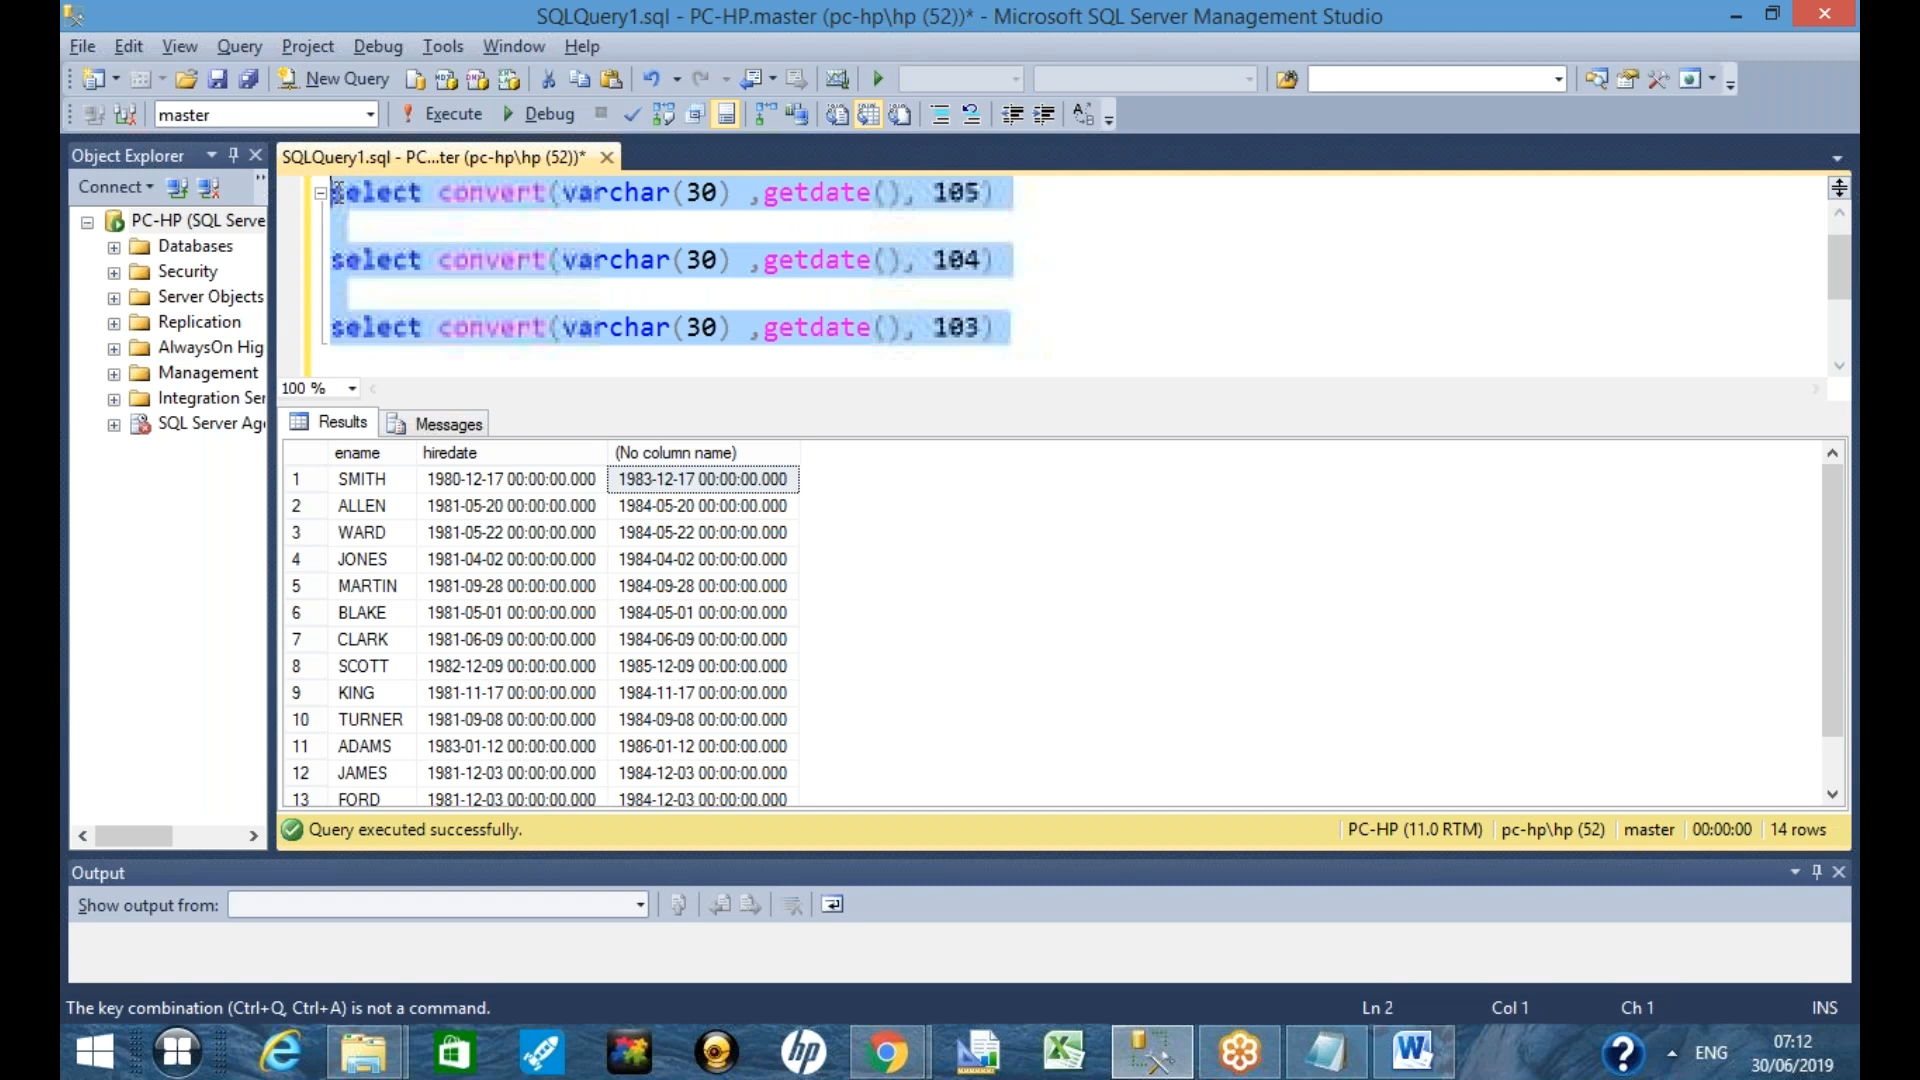 SQLQuery1.sql - PC-HP.master (pc-hp\hp (52))* - Microsoft SQL Server Management Studio
File Edit View Query Project Debug Tools Window Help
New Query
master
Execute Debug
Object Explorer
SQLQuery1.sql - PC...ter (pc-hp\hp (52))*
Connect
select convert(varchar(30) ,getdate(), 105)
PC-HP (SQL Serve
Databases
Security
select convert(varchar(30) ,getdate(), 104)
Server Objects
Replication
select convert(varchar(30) ,getdate(), 103)
AlwaysOn Hig
Management
100 %
Integration Ser
SQL Server Age
Results Messages
ename hiredate (No column name)
1 SMITH 1980-12-17 00:00:00.000 1983-12-17 00:00:00.000
2 ALLEN 1981-05-20 00:00:00.000 1984-05-20 00:00:00.000
3 WARD 1981-05-22 00:00:00.000 1984-05-22 00:00:00.000
4 JONES 1981-04-02 00:00:00.000 1984-04-02 00:00:00.000
5 MARTIN 1981-09-28 00:00:00.000 1984-09-28 00:00:00.000
6 BLAKE 1981-05-01 00:00:00.000 1984-05-01 00:00:00.000
7 CLARK 1981-06-09 00:00:00.000 1984-06-09 00:00:00.000
8 SCOTT 1982-12-09 00:00:00.000 1985-12-09 00:00:00.000
9 KING 1981-11-17 00:00:00.000 1984-11-17 00:00:00.000
10 TURNER 1981-09-08 00:00:00.000 1984-09-08 00:00:00.000
11 ADAMS 1983-01-12 00:00:00.000 1986-01-12 00:00:00.000
12 JAMES 1981-12-03 00:00:00.000 1984-12-03 00:00:00.000
13 FORD 1981-12-03 00:00:00.000 1984-12-03 00:00:00.000
Query executed successfully.
PC-HP (11.0 RTM) pc-hp\hp (52) master 00:00:00 14 rows
Output
Show output from:
The key combination (Ctrl+Q, Ctrl+A) is not a command.
Ln 2 Col 1 Ch 1 INS
hp
ENG
07:12
30/06/2019